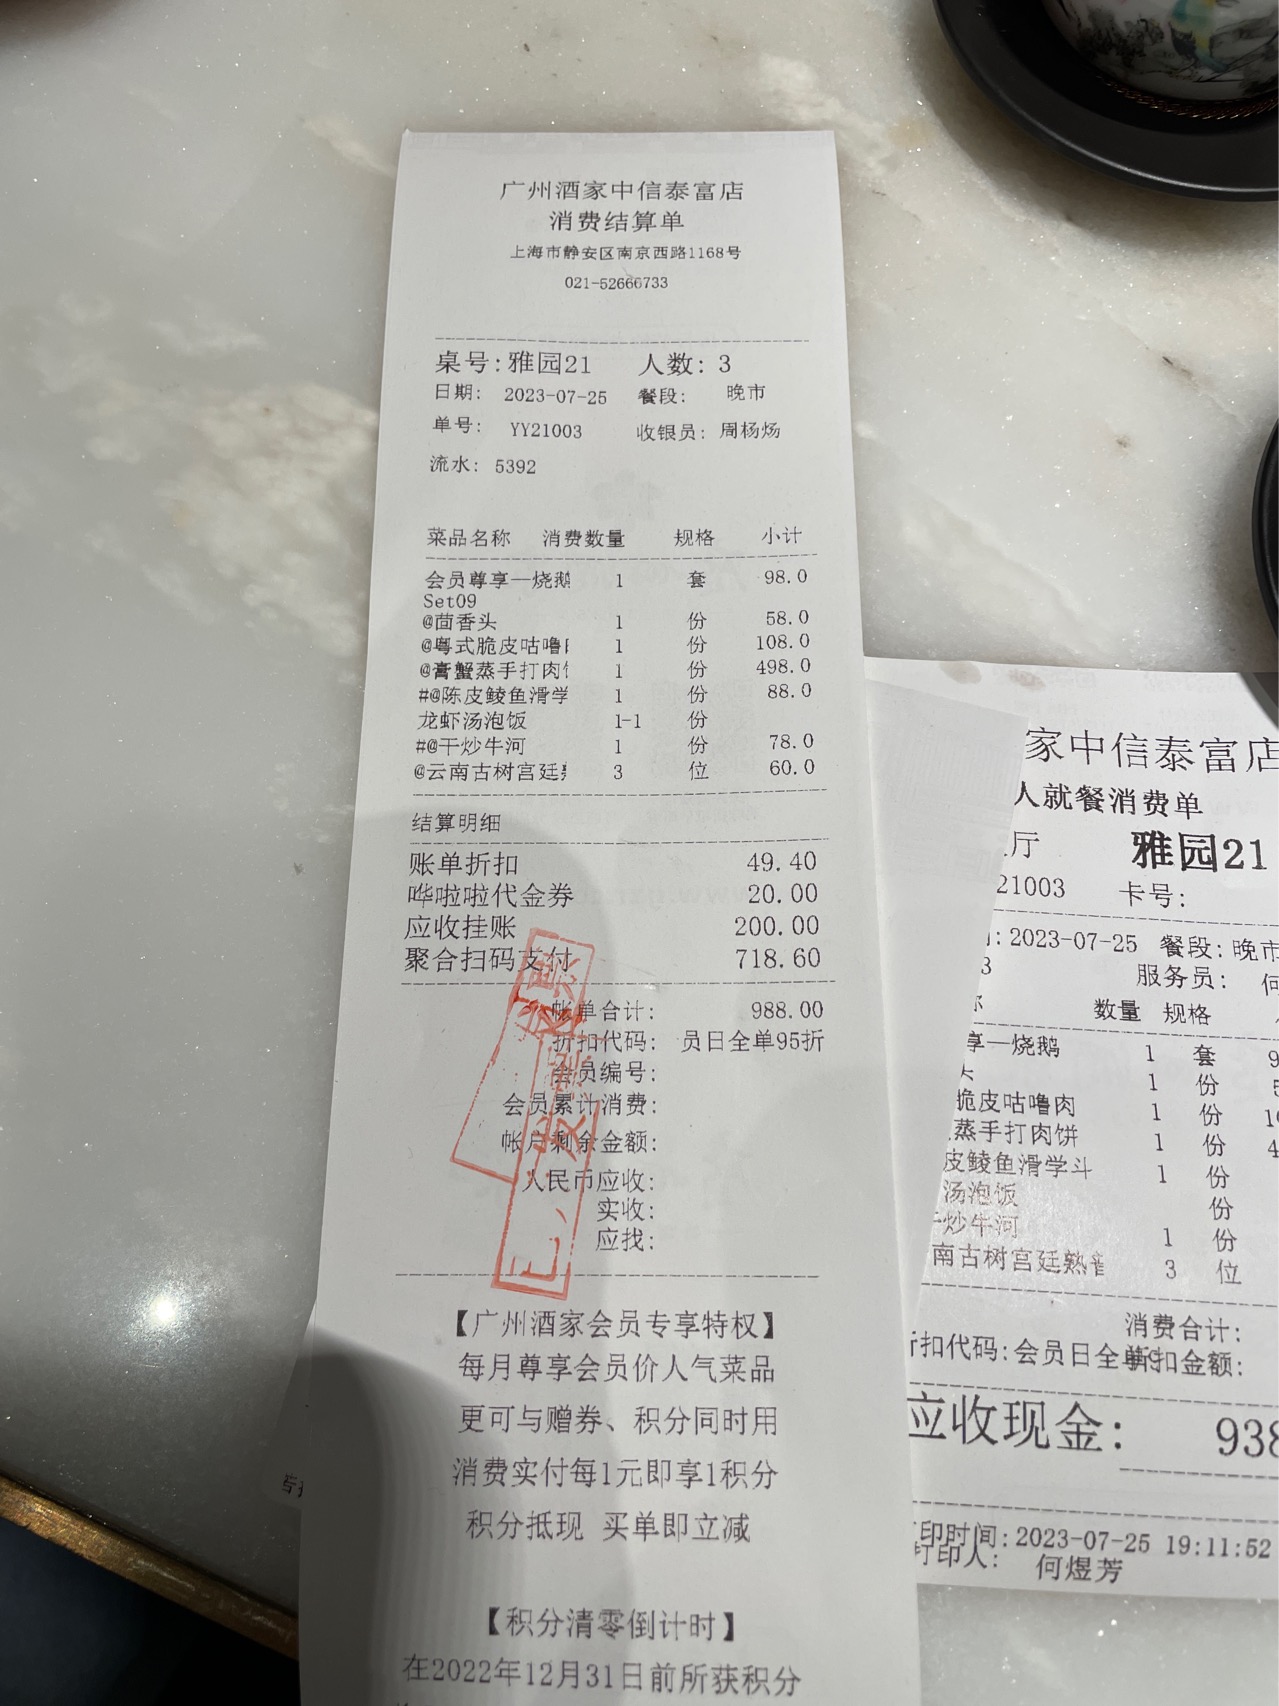 广州酒家中信泰富店
消费结算单
上海市静安区南京西路1168号
021-52666733
桌号:雅园21 人数: 3
日期: 2023-07-25 餐段: 晚市
单号: YY21003 收银员: 周杨炀
流水: 5392
菜品名称 消费数量 规格 小计
会员尊享一烧鹅 1 套 98.0
Set09
@茴香头 1 份 58.0
@粤式脆皮咕噜 1 份 108.0
@膏蟹蒸手打肉 1 份 498.0
#@陈皮鲮鱼滑学 1 份 88.0
龙虾汤泡饭 1-1 份
#@干炒牛河 1 份 78.0
@云南古树宫廷 3 位 60.0
结算明细
账单折扣 49.40
哗啦啦代金券 20.00
应收挂账 200.00
聚合扫码支付 718.60
帐单合计: 988.00
折扣代码: 员日全单95折
会员编号:
会员累计消费:
帐户剩余金额:
人民币应收:
实收:
应找:
【广州酒家会员专享特权】
每月尊享会员价人气菜品
更可与赠券、积分同时用
消费实付每1元即享1积分
积分抵现 买单即立减
【积分清零倒计时】
在2022年12月31日前所获积分
家中信泰富店
人就餐消费单
厅 雅园21
21003 卡号:
: 2023-07-25 餐段: 晚市
3 服务员: 何
数量 规格
享一烧鹅 1 套 9
1 份
脆皮咕噜肉 1 份
蒸手打肉饼 1 份 4
皮鲮鱼滑学斗 1 份
汤泡饭 份
炒牛河 1 份
南古树宫廷熟 3 位
消费合计:
扣代码: 会员日全单 折扣金额:
应收现金: 938
印时间: 2023-07-25 19:11:52
打印人: 何煜芳